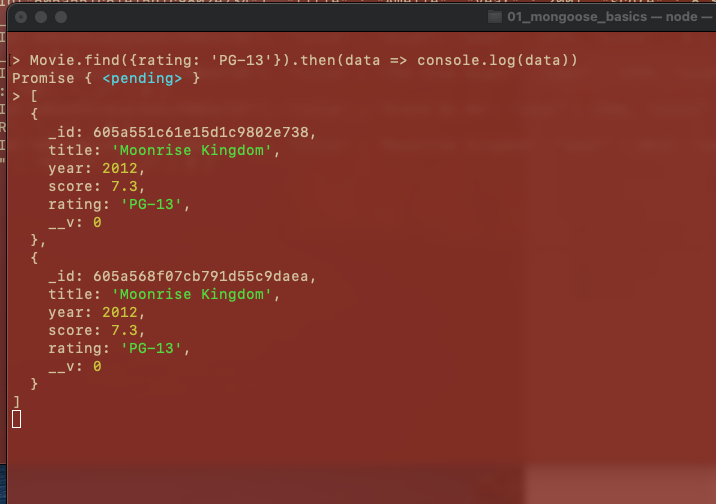 01_mongoose_basics — node —
> Movie.find({rating: 'PG-13'}).then(data => console.log(data))
Promise { <pending> }
> [
{
_id: 605a551c61e15d1c9802e738,
title: 'Moonrise Kingdom',
year: 2012,
score: 7.3,
rating: 'PG-13',
__v: 0
},
{
_id: 605a568f07cb791d55c9daea,
title: 'Moonrise Kingdom',
year: 2012,
score: 7.3,
rating: 'PG-13',
__v: 0
}
]